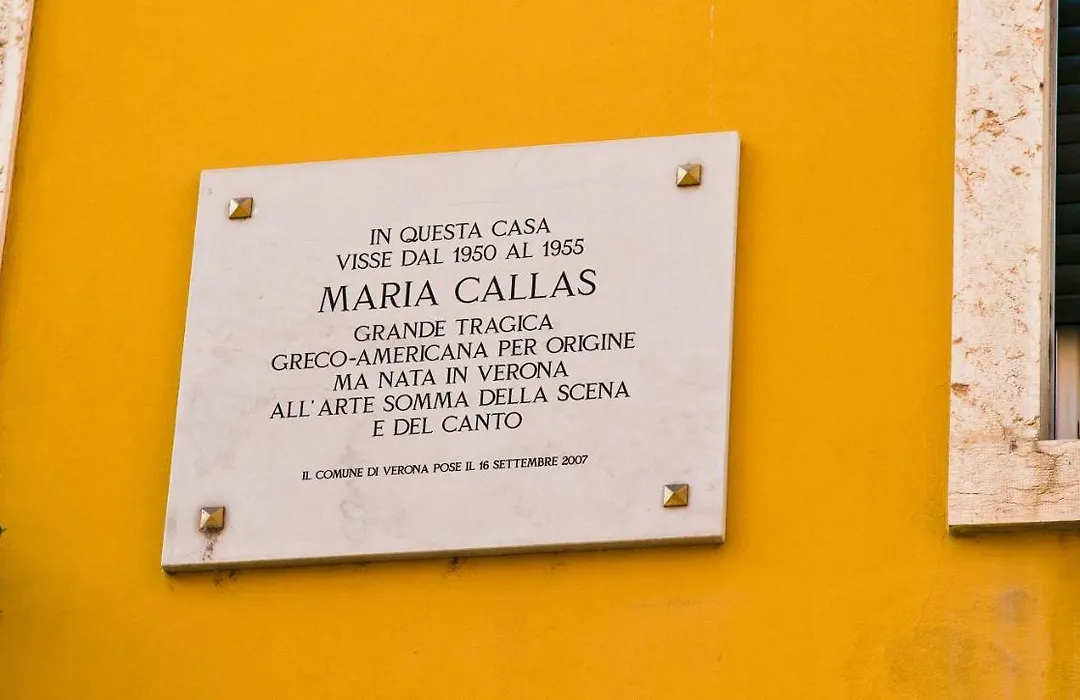 IN QUESTA CASA
VISSE DAL 1950 AL 1955
MARIA CALLAS
GRANDE TRAGICA
GRECO-AMERICANA PER ORIGINE
MA NATA IN VERONA
ALL'ARTE SOMMA DELLA SCENA
E DEL CANTO
IL COMUNE DI VERONA POSE IL 16 SETTEMBRE 2007